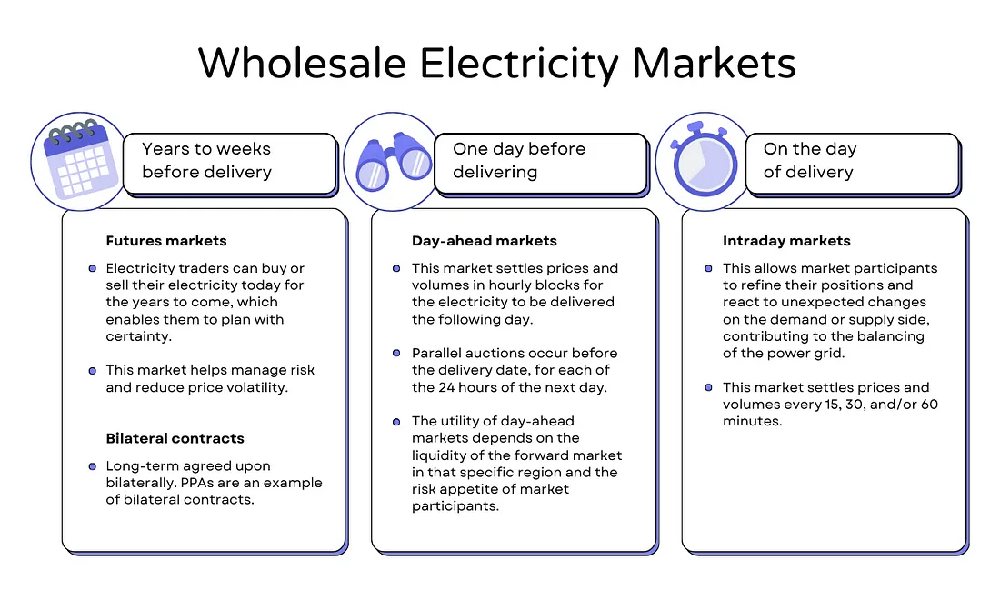 Wholesale Electricity Markets
Years to weeks
before delivery
Futures markets
Electricity traders can buy or
sell their electricity today for
the years to come, which
enables them to plan with
certainty.
This market helps manage risk
and reduce price volatility.
Bilateral contracts
Long-term agreed upon
bilaterally. PPAs are an example
of bilateral contracts.
One day before
delivering
Day-ahead markets
This market settles prices and
volumes in hourly blocks for
the electricity to be delivered
the following day.
Parallel auctions occur before
the delivery date, for each of
the 24 hours of the next day.
The utility of day-ahead
markets depends on the
liquidity of the forward market
in that specific region and the
risk appetite of market
participants.
On the day
of delivery
Intraday markets
This allows market participants
to refine their positions and
react to unexpected changes
on the demand or supply side,
contributing to the balancing
of the power grid.
This market settles prices and
volumes every 15, 30, and/or 60
minutes.